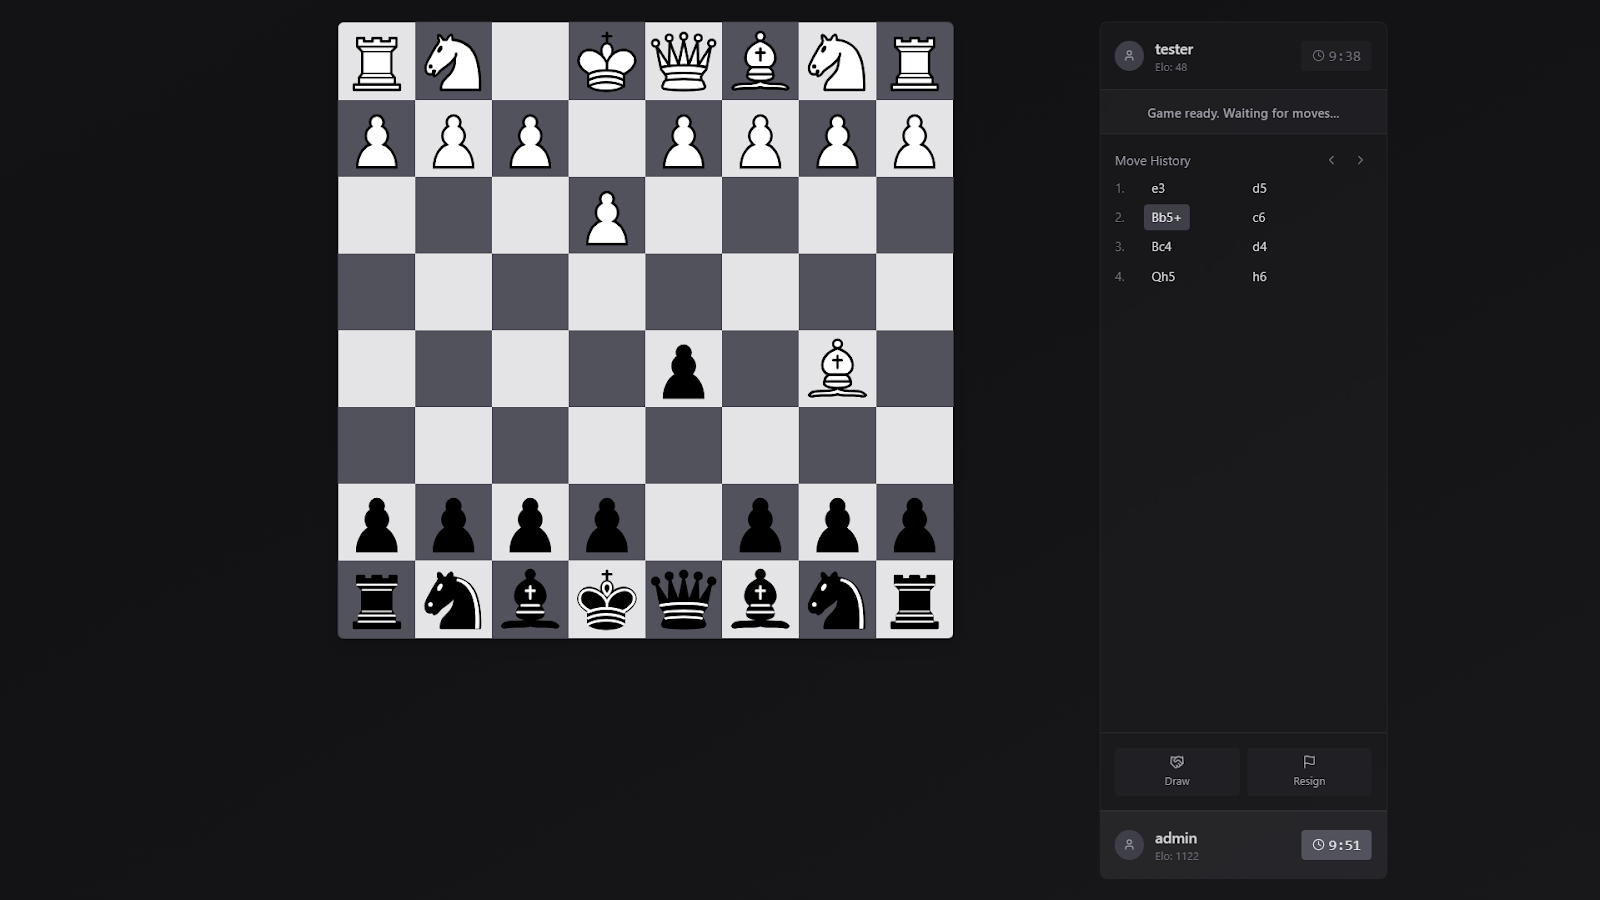 tester
Elo: 48
9:38
Game ready. Waiting for moves...
Move History
1. e3 d5
2. Bb5+ c6
3. Bc4 d4
4. Qh5 h6
Draw Resign
admin
Elo: 1122
9:51